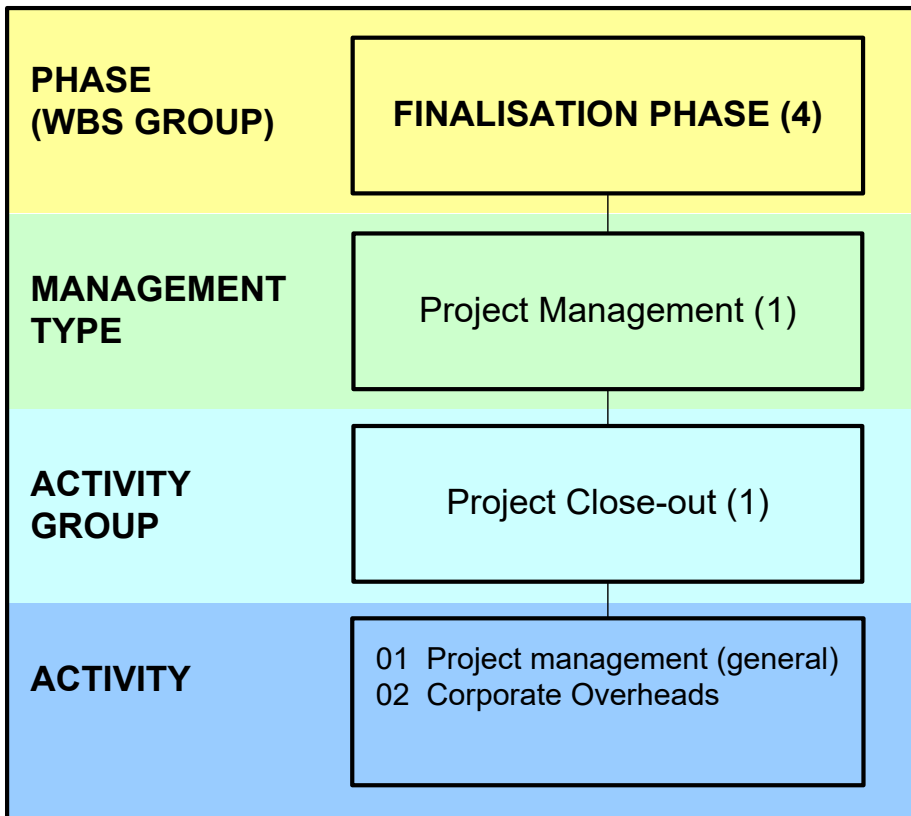 PHASE
(WBS GROUP)
FINALISATION PHASE (4)
MANAGEMENT
TYPE
Project Management (1)
ACTIVITY
GROUP
Project Close-out (1)
ACTIVITY
01 Project management (general)
02 Corporate Overheads